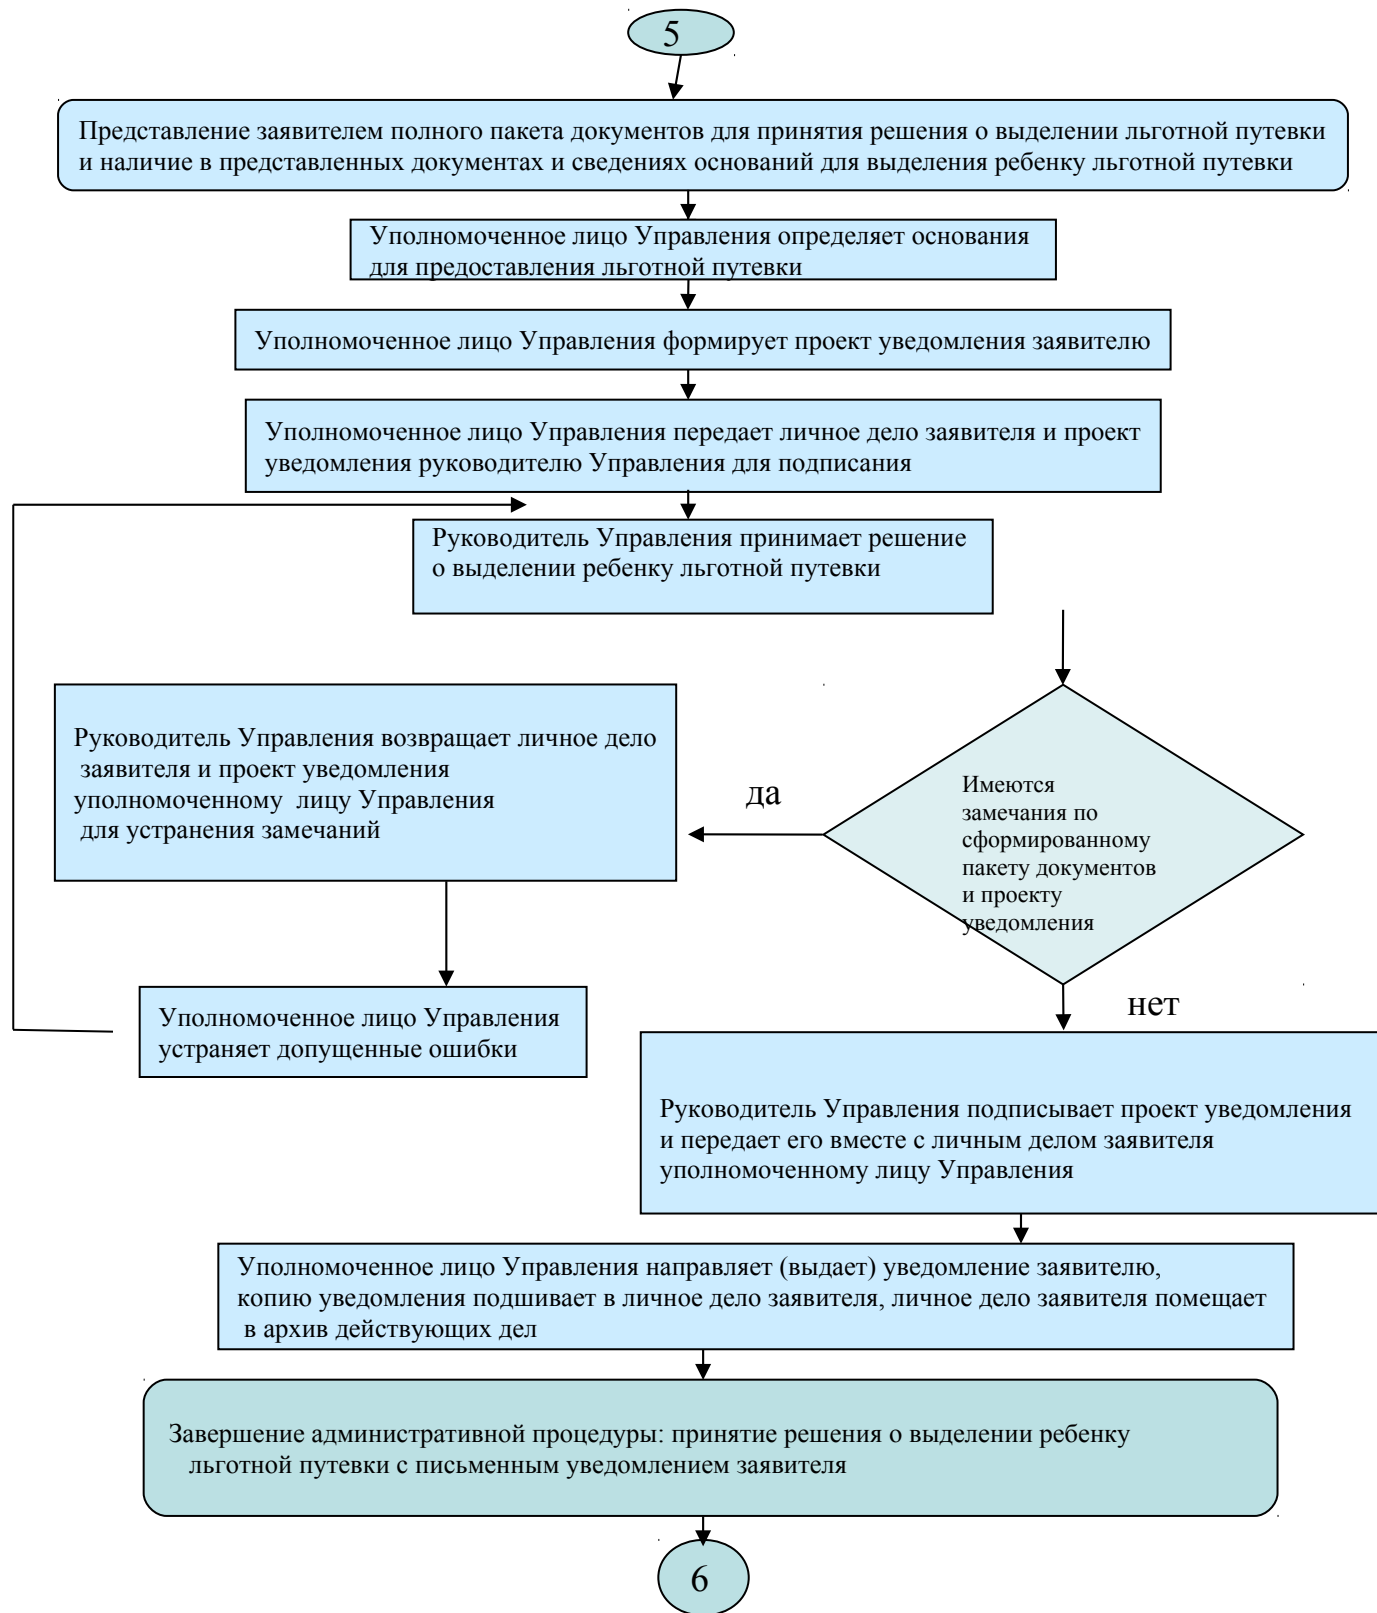 5
Представление заявителем полного пакета документов для принятия решения о выделении льготной путевки
и наличие в представленных документах и сведениях оснований для выделения ребенку льготной путевки
Уполномоченное лицо Управления определяет основания
для предоставления льготной путевки
Уполномоченное лицо Управления формирует проект уведомления заявителю
Уполномоченное лицо Управления передает личное дело заявителя и проект
уведомления руководителю Управления для подписания
Руководитель Управления принимает решение
о выделении ребенку льготной путевки
Руководитель Управления возвращает личное дело
заявителя и проект уведомления
уполномоченному лицу Управления
для устранения замечаний
да
Имеются
замечания по
сформированному
пакету документов
и проекту
уведомления
нет
Уполномоченное лицо Управления
устраняет допущенные ошибки
Руководитель Управления подписывает проект уведомления
и передает его вместе с личным делом заявителя
уполномоченному лицу Управления
Уполномоченное лицо Управления направляет (выдает) уведомление заявителю,
копию уведомления подшивает в личное дело заявителя, личное дело заявителя помещает
в архив действующих дел
Завершение административной процедуры: принятие решения о выделении ребенку
льготной путевки с письменным уведомлением заявителя
6